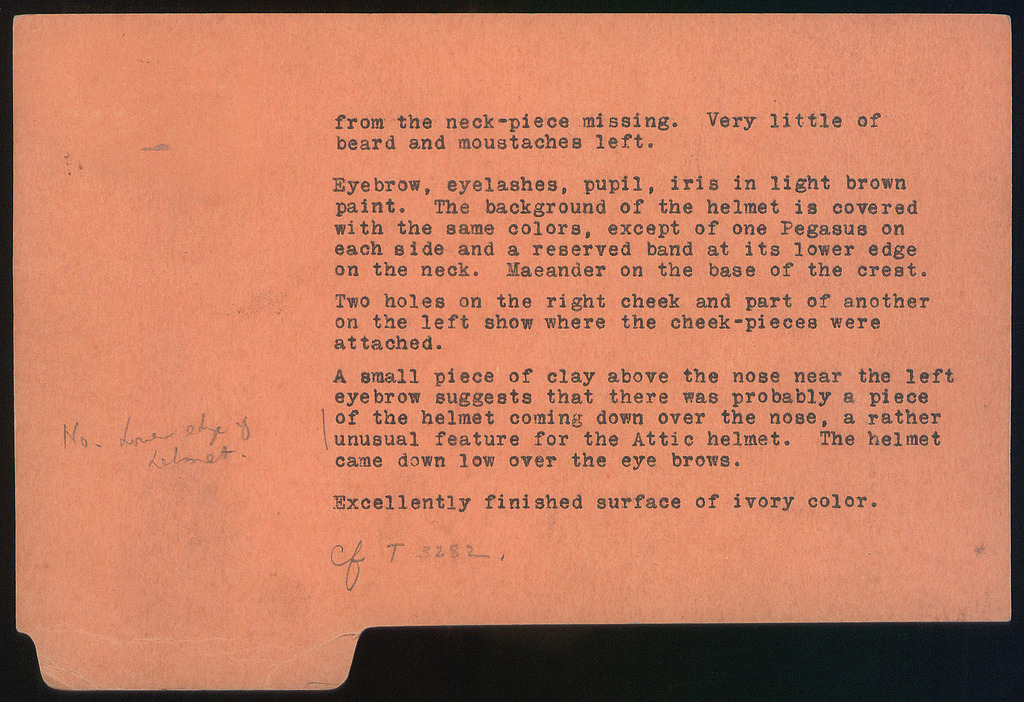 from the neck-piece missing.  Very little of
beard and moustaches left.
Eyebrow, eyelashes, pupil, iris in light brown
paint.  The background of the helmet is covered
with the same colors, except of one Pegasus on
each side and a reserved band at its lower edge
on the neck.  Maeander on the base of the crest.
Two holes on the right cheek and part of another
on the left show where the cheek-pieces were
attached.
A small piece of clay above the nose near the left
eyebrow suggests that there was probably a piece
of the helmet coming down over the nose, a rather
unusual feature for the Attic helmet.  The helmet
came down low over the eye brows.
No. Lower edge of
helmet.
Excellently finished surface of ivory color.
cf T 3282.